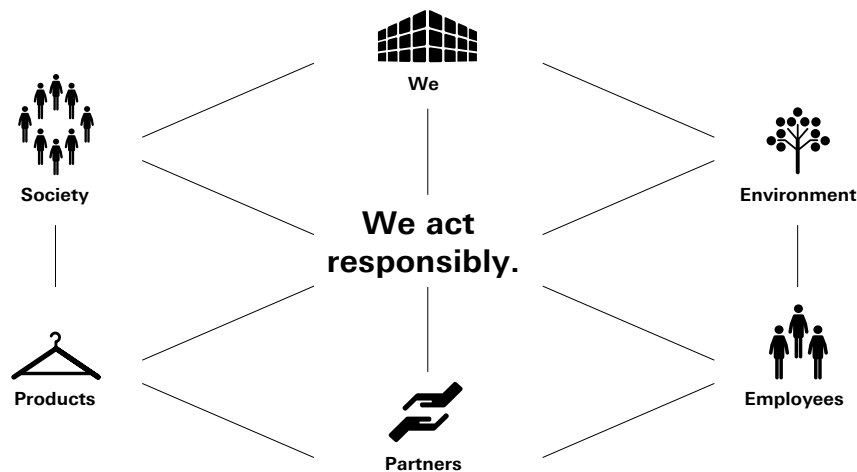 We
Society
Environment
We act
responsibly.
Products
Employees
Partners